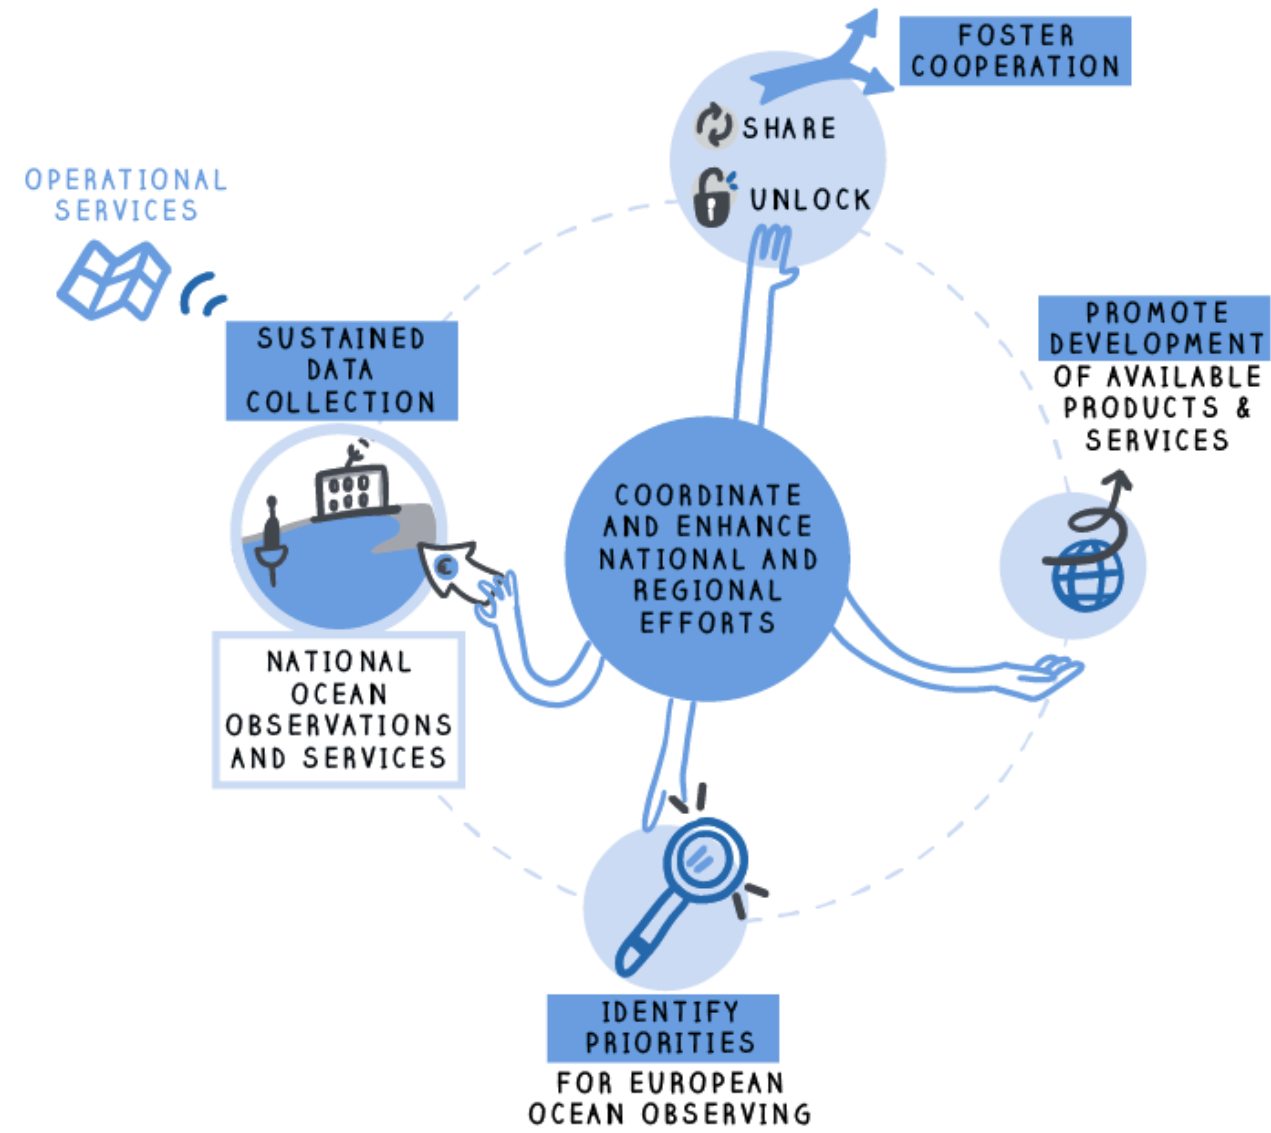 FOSTER
COOPERATION
SHARE
UNLOCK
OPERATIONAL
SERVICES
SUSTAINED
DATA
COLLECTION
PROMOTE
DEVELOPMENT
OF AVAILABLE
PRODUCTS &
SERVICES
COORDINATE
AND ENHANCE
NATIONAL AND
REGIONAL
EFFORTS
€
NATIONAL
OCEAN
OBSERVATIONS
AND SERVICES
IDENTIFY
PRIORITIES
FOR EUROPEAN
OCEAN OBSERVING